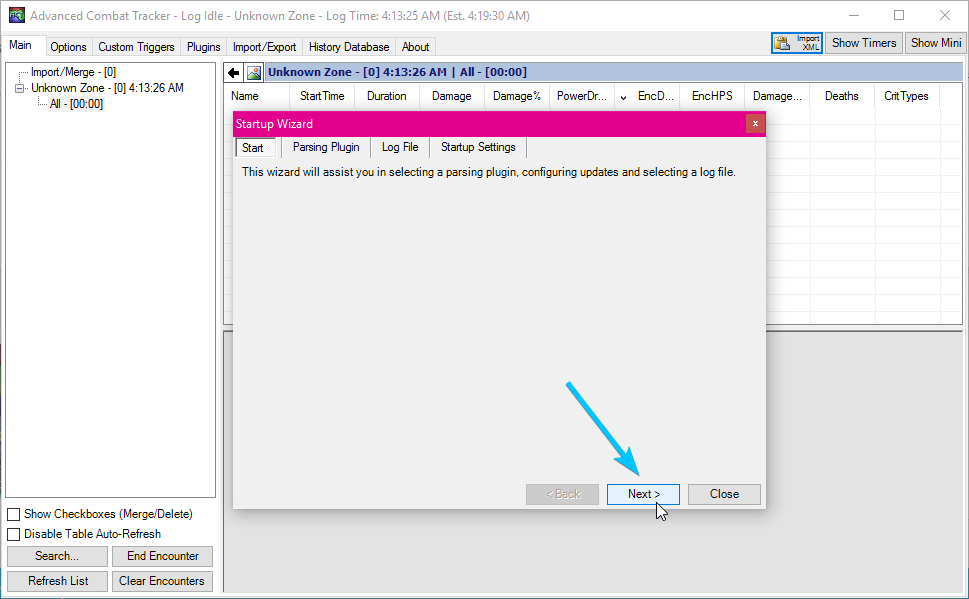 Advanced Combat Tracker - Log Idle - Unknown Zone - Log Time: 4:13:25 AM (Est. 4:19:30 AM)
Main Options Custom Triggers Plugins Import/Export History Database About
Import XML Show Timers Show Mini
Import/Merge - [0]
Unknown Zone - [0] 4:13:26 AM
All - [00:00]
Unknown Zone - [0] 4:13:26 AM | All - [00:00]
Name StartTime Duration Damage Damage% PowerDr... EncD... EncHPS Damage... Deaths CritTypes
Startup Wizard x
Start Parsing Plugin Log File Startup Settings
This wizard will assist you in selecting a parsing plugin, configuring updates and selecting a log file.
< Back Next > Close
Show Checkboxes (Merge/Delete)
Disable Table Auto-Refresh
Search... End Encounter
Refresh List Clear Encounters